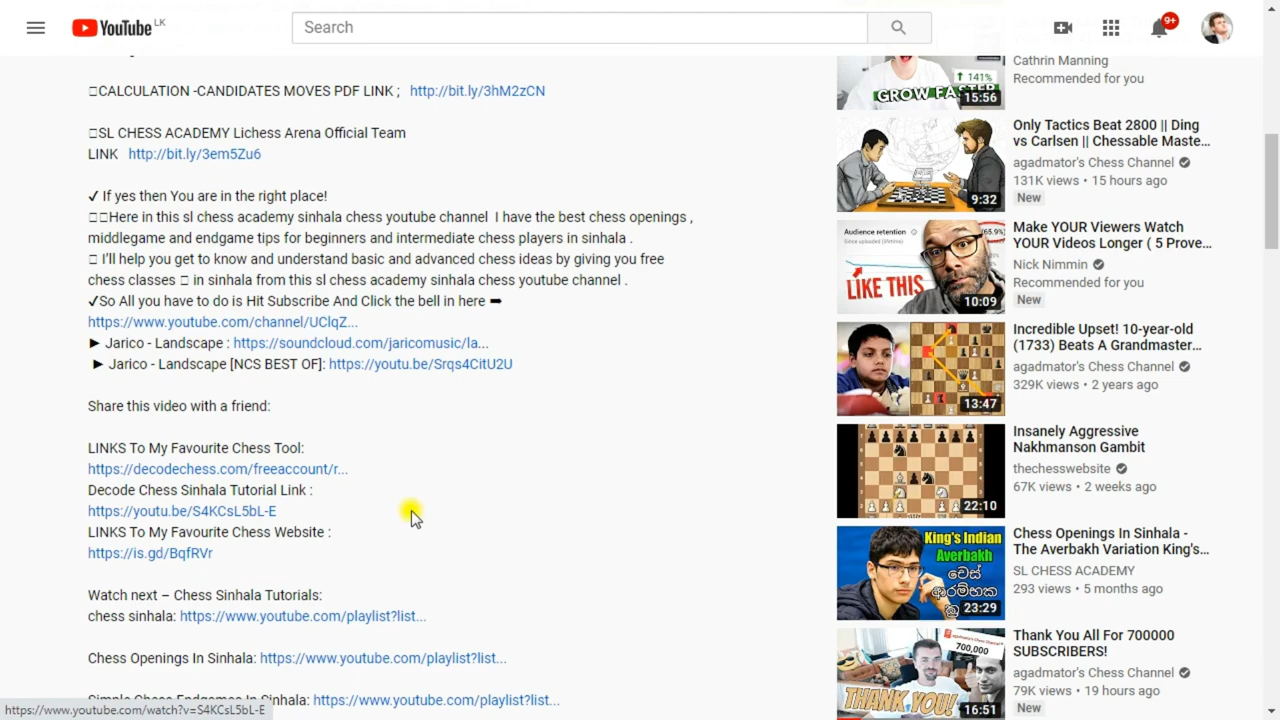 YouTube LK
Search
9+
□CALCULATION -CANDIDATES MOVES PDF LINK ; http://bit.ly/3hM2zCN
□SL CHESS ACADEMY Lichess Arena Official Team
LINK http://bit.ly/3em5Zu6
✓ If yes then You are in the right place!
□□Here in this sl chess academy sinhala chess youtube channel I have the best chess openings ,
middlegame and endgame tips for beginners and intermediate chess players in sinhala .
□ I'll help you get to know and understand basic and advanced chess ideas by giving you free
chess classes □ in sinhala from this sl chess academy sinhala chess youtube channel .
✓So All you have to do is Hit Subscribe And Click the bell in here ➡
https://www.youtube.com/channel/UClqZ...
► Jarico - Landscape : https://soundcloud.com/jaricomusic/la...
► Jarico - Landscape [NCS BEST OF]: https://youtu.be/Srqs4CitU2U
Share this video with a friend:
LINKS To My Favourite Chess Tool:
https://decodechess.com/freeaccount/r...
Decode Chess Sinhala Tutorial Link :
https://youtu.be/S4KCsL5bL-E
LINKS To My Favourite Chess Website :
https://is.gd/BqfRVr
Watch next – Chess Sinhala Tutorials:
chess sinhala: https://www.youtube.com/playlist?list...
Chess Openings In Sinhala: https://www.youtube.com/playlist?list...
Simple Chess Endgames In Sinhala: https://www.youtube.com/playlist?list...
https://www.youtube.com/watch?v=S4KCsL5bL-E
141%
GROW FASTER
15:56
Cathrin Manning
Recommended for you
9:32
Only Tactics Beat 2800 || Ding
vs Carlsen || Chessable Maste...
agadmator's Chess Channel
131K views • 15 hours ago
New
Audience retention
65.9%
LIKE THIS
10:09
Make YOUR Viewers Watch
YOUR Videos Longer ( 5 Prove...
Nick Nimmin
Recommended for you
New
13:47
Incredible Upset! 10-year-old
(1733) Beats A Grandmaster...
agadmator's Chess Channel
329K views • 2 years ago
22:10
Insanely Aggressive
Nakhmanson Gambit
thechesswebsite
67K views • 2 weeks ago
King's Indian
Averbakh
චෙස්
ආරම්භක
23:29
Chess Openings In Sinhala -
The Averbakh Variation King's...
SL CHESS ACADEMY
293 views • 5 months ago
700,000
THANK YOU!
16:51
Thank You All For 700000
SUBSCRIBERS!
agadmator's Chess Channel
79K views • 19 hours ago
New